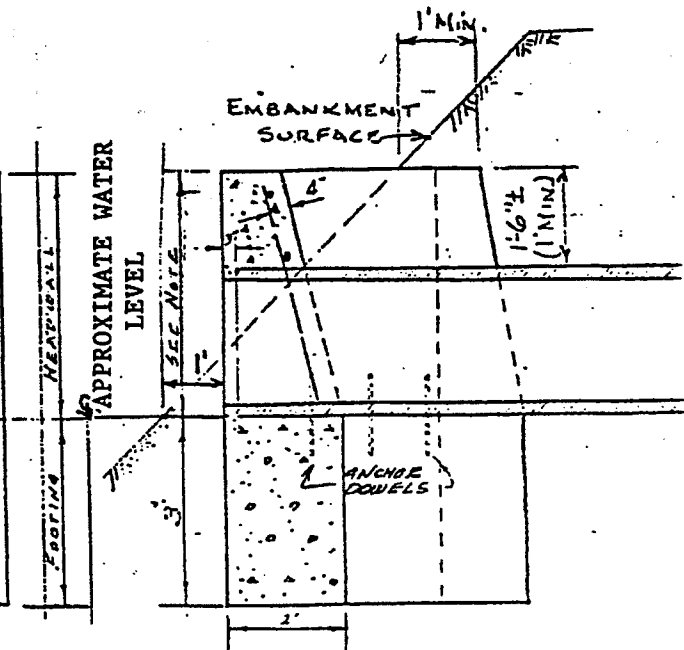 1' MIN.
EMBANKMENT
SURFACE
4"
1'-6"±
(1' MIN)
APPROXIMATE WATER
LEVEL
HEADWALL
SEE NOTE
1'
ANCHOR
DOWELS
FOOTING
3'
2'